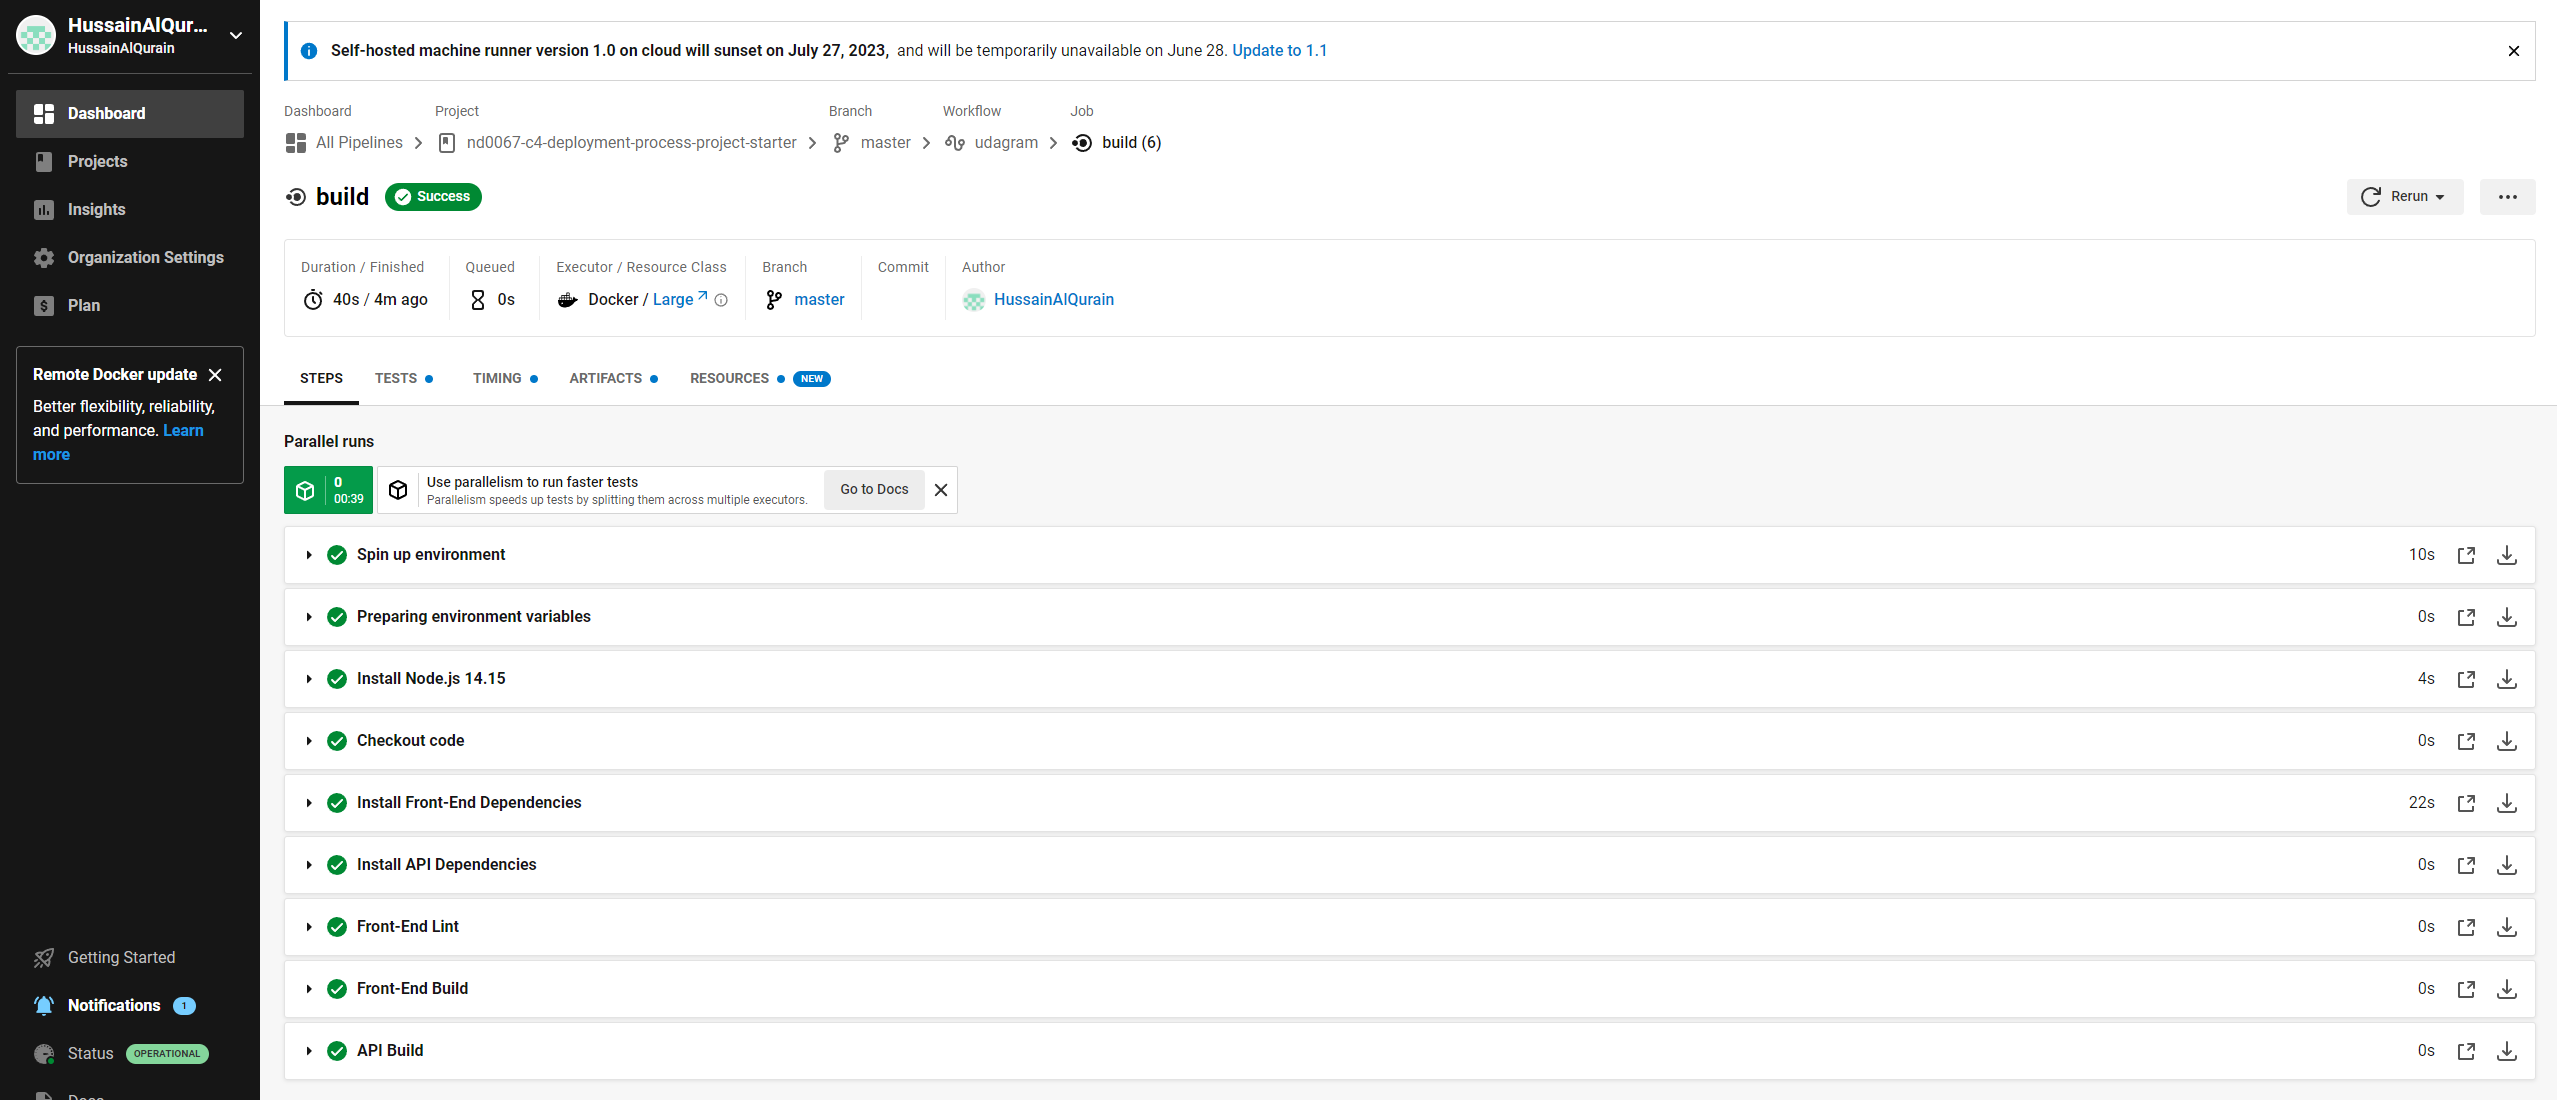 HussainAlQur...
HussainAlQurain
Dashboard
Projects
Insights
Organization Settings
Plan
Remote Docker update
Better flexibility, reliability,
and performance. Learn
more
Getting Started
Notifications 1
Status OPERATIONAL
Docs
Self-hosted machine runner version 1.0 on cloud will sunset on July 27, 2023, and will be temporarily unavailable on June 28. Update to 1.1
Dashboard Project Branch Workflow Job
All Pipelines nd0067-c4-deployment-process-project-starter master udagram build (6)
build Success
Rerun
Duration / Finished Queued Executor / Resource Class Branch Commit Author
40s / 4m ago 0s Docker / Large master HussainAlQurain
STEPS TESTS TIMING ARTIFACTS RESOURCES NEW
Parallel runs
0
00:39
Use parallelism to run faster tests
Parallelism speeds up tests by splitting them across multiple executors.
Go to Docs
Spin up environment 10s
Preparing environment variables 0s
Install Node.js 14.15 4s
Checkout code 0s
Install Front-End Dependencies 22s
Install API Dependencies 0s
Front-End Lint 0s
Front-End Build 0s
API Build 0s